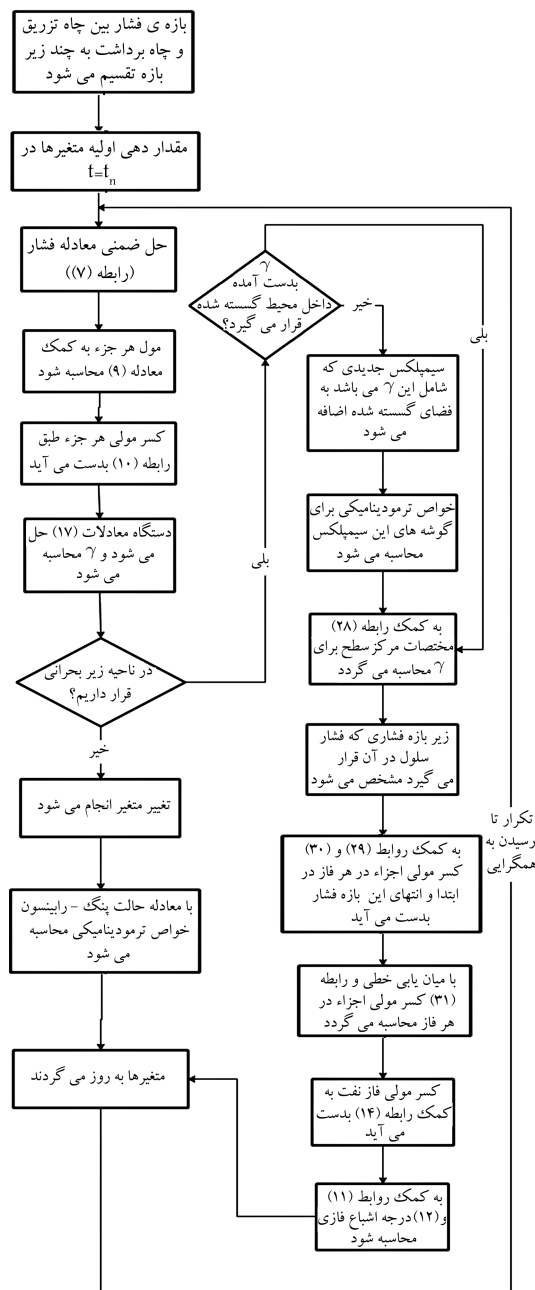 بازه ی فشار بین چاه تزریق
و چاه برداشت به چند زیر
بازه تقسیم می شود
مقدار دهی اولیه متغیرها در
t=tn
حل ضمنی معادله فشار
(رابطه (۷))
مول هر جزء به کمک
معادله (۹) محاسبه شود
کسر مولی هر جزء طبق
رابطه (۱۰) بدست می آید
دستگاه معادلات (۱۷) حل
می شود و γ محاسبه
می شود
در ناحیه زیر بحرانی
قرار داریم؟
خیر
تغییر متغیر انجام می شود
با معادله حالت پنگ – رابینسون
خواص ترمودینامیکی محاسبه
می شود
متغیرها به روز می گردند
بلی
γ
بدست آمده
داخل محیط گسسته شده
قرار می گیرد؟
خیر
بلی
سیمپلکس جدیدی که
شامل این γ می باشد به
فضای گسسته شده اضافه
می شود
خواص ترمودینامیکی برای
گوشه های این سیمپلکس
محاسبه می شود
به کمک رابطه (۲۸)
مختصات مرکز سطح برای
γ محاسبه می گردد
زیر بازه فشاری که فشار
سلول در آن قرار
می گیرد مشخص می شود
به کمک روابط (۲۹) و (۳۰)
کسر مولی اجزاء در هر فاز در
ابتدا و انتهای این بازه فشار
بدست می آید
با میان یابی خطی و رابطه
(۳۱) کسر مولی اجزاء در
هر فاز محاسبه می گردد
کسر مولی فاز نفت به
کمک رابطه (۱۴) بدست
می آید
به کمک روابط (۱۱)
و(۱۲) درجه اشباع فازی
محاسبه شود
تکرار تا
رسیدن به
همگرایی